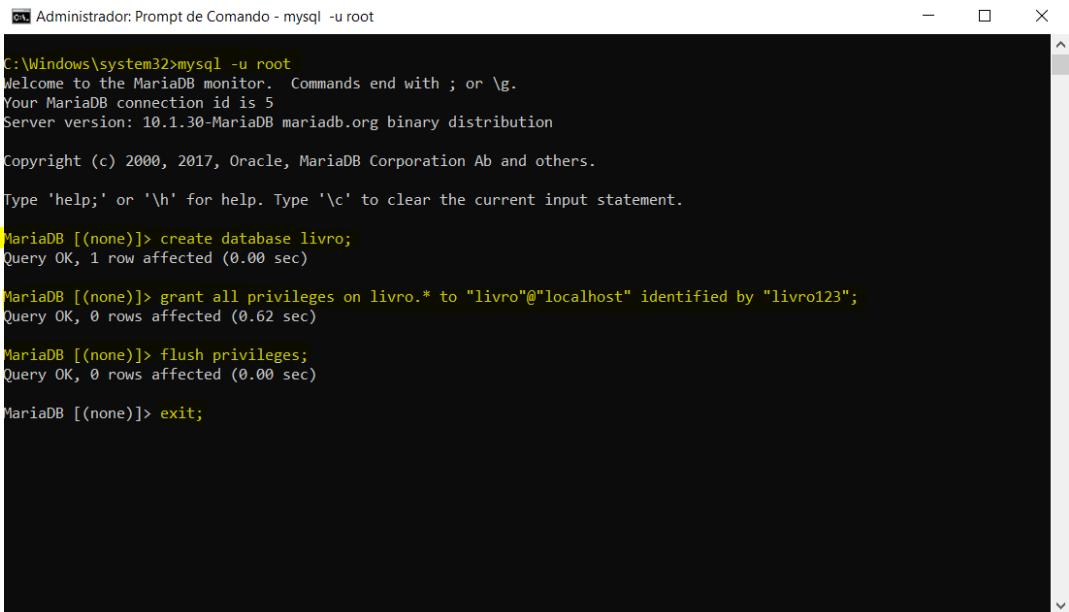 Administrador: Prompt de Comando - mysql -u root
C:\Windows\system32>mysql -u root
Welcome to the MariaDB monitor.  Commands end with ; or \g.
Your MariaDB connection id is 5
Server version: 10.1.30-MariaDB mariadb.org binary distribution
Copyright (c) 2000, 2017, Oracle, MariaDB Corporation Ab and others.
Type 'help;' or '\h' for help. Type '\c' to clear the current input statement.
MariaDB [(none)]> create database livro;
Query OK, 1 row affected (0.00 sec)
MariaDB [(none)]> grant all privileges on livro.* to "livro"@"localhost" identified by "livro123";
Query OK, 0 rows affected (0.62 sec)
MariaDB [(none)]> flush privileges;
Query OK, 0 rows affected (0.00 sec)
MariaDB [(none)]> exit;